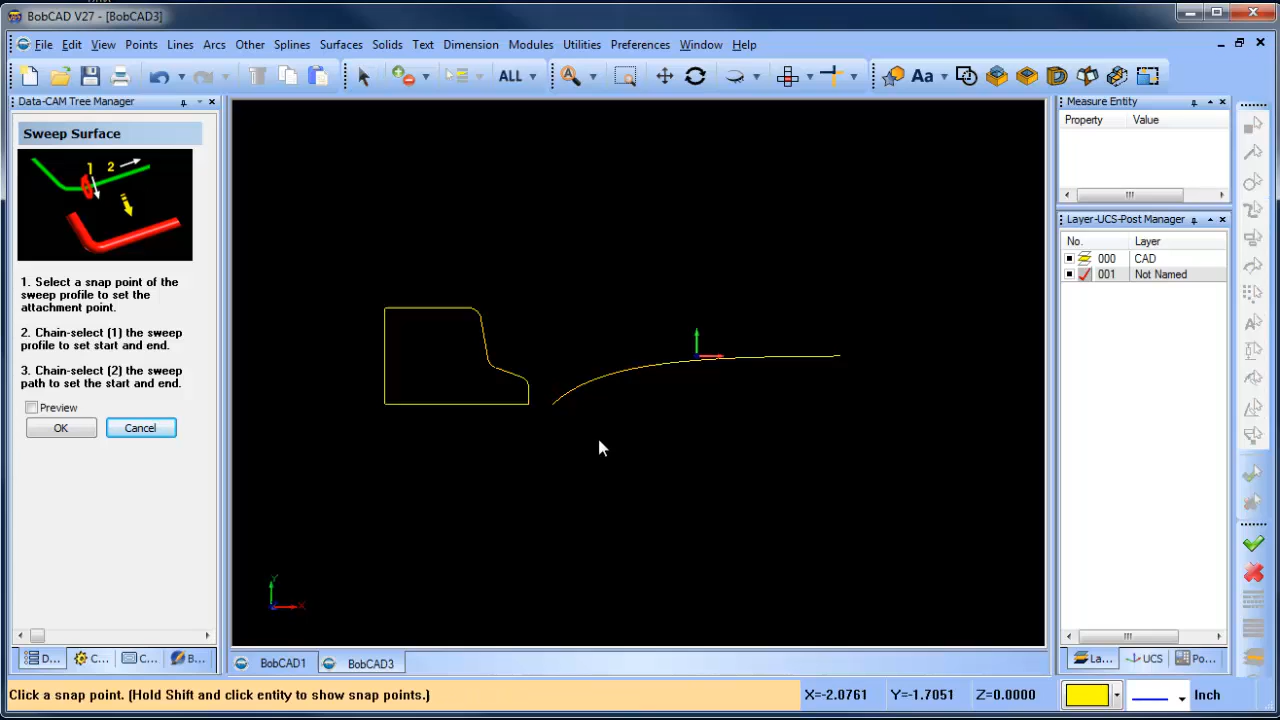 BobCAD V27 - [BobCAD3]
File Edit View Points Lines Arcs Other Splines Surfaces Solids Text Dimension Modules Utilities Preferences Window Help
ALL Aa
Data-CAM Tree Manager
Sweep Surface
1 2
1. Select a snap point of the
sweep profile to set the
attachment point.
2. Chain-select (1) the sweep
profile to set start and end.
3. Chain-select (2) the sweep
path to set the start and end.
Preview
OK Cancel
Measure Entity
Property Value
Layer-UCS-Post Manager
No. Layer
000 CAD
001 Not Named
Y
X
D... C... C... B...
BobCAD1 BobCAD3
La... UCS Po...
Click a snap point. (Hold Shift and click entity to show snap points.)
X=-2.0761 Y=-1.7051 Z=0.0000 Inch